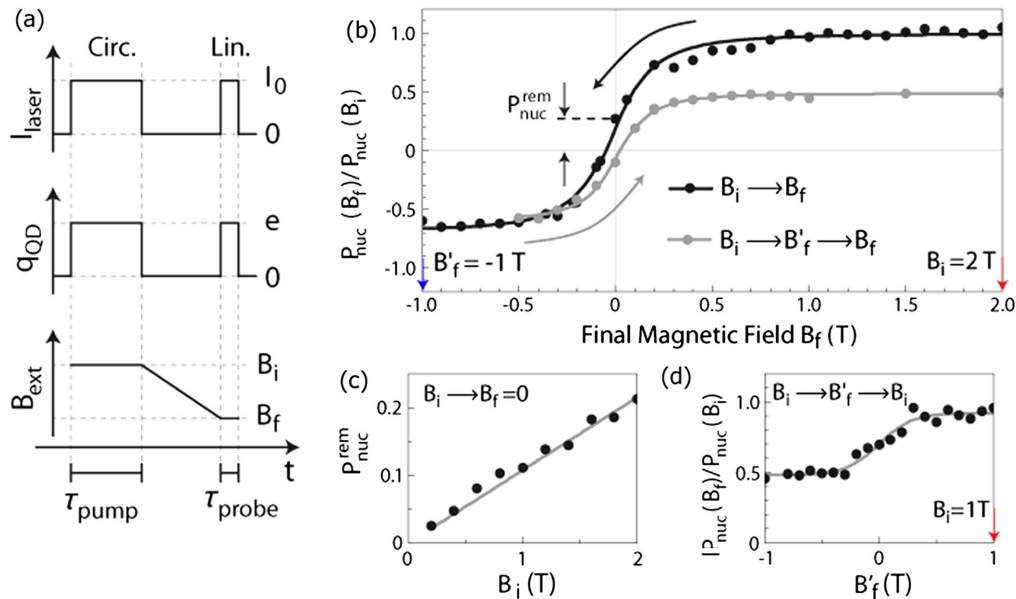 (a)
Circ. Lin.
I_laser
I_0
0
q_QD
e
0
B_ext
B_i
B_f
t
τ_pump τ_probe
(b)
P_nuc (B_f)/P_nuc (B_i)
1.0
0.5
0
-0.5
-1.0
P_nuc^rem
B_i → B_f
B_i → B'_f → B_f
B'_f = -1 T
B_i = 2 T
-1.0 -0.5 0 0.5 1.0 1.5 2.0
Final Magnetic Field B_f (T)
(c)
B_i → B_f = 0
P_nuc^rem
0.2
0.1
0
0 1 2
B_i (T)
(d)
B_i → B'_f → B_i
|P_nuc (B_f)/P_nuc (B_i)
1.0
0.5
0
B_i = 1T
-1 0 1
B'_f (T)